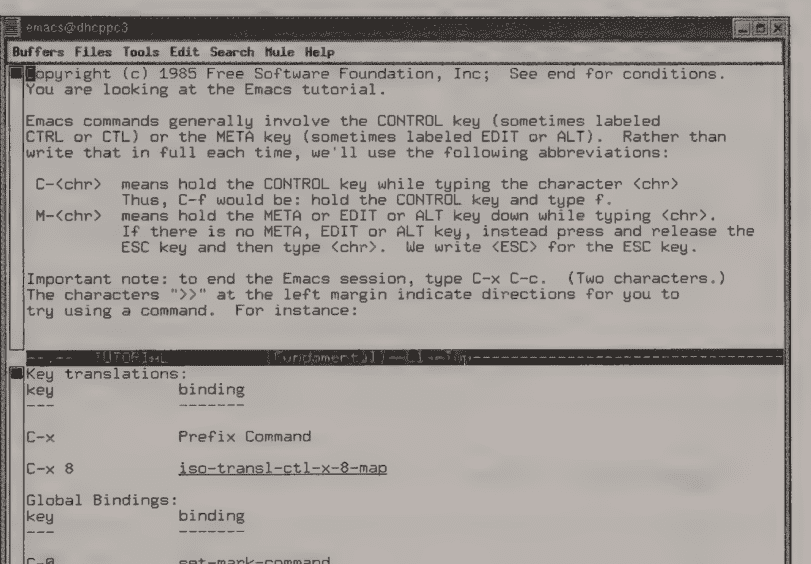 emacs@dhcppc3
Buffers Files Tools Edit Search Mule Help
Copyright (c) 1985 Free Software Foundation, Inc;  See end for conditions.
You are looking at the Emacs tutorial.
Emacs commands generally involve the CONTROL key (sometimes labeled
CTRL or CTL) or the META key (sometimes labeled EDIT or ALT).  Rather than
write that in full each time, we'll use the following abbreviations:
C-<chr>  means hold the CONTROL key while typing the character <chr>
Thus, C-f would be: hold the CONTROL key and type f.
M-<chr>  means hold the META or EDIT or ALT key down while typing <chr>.
If there is no META, EDIT or ALT key, instead press and release the
ESC key and then type <chr>.  We write <ESC> for the ESC key.
Important note: to end the Emacs session, type C-x C-c.  (Two characters.)
The characters ">>" at the left margin indicate directions for you to
try using a command.  For instance:
--:--  TUTORIAL          (Fundamental)--L1--Top--------------------------------
Key translations:
key             binding
---             -------
C-x             Prefix Command
C-x 8           iso-transl-ctl-x-8-map
Global Bindings:
key             binding
---             -------
C-@             set-mark-command